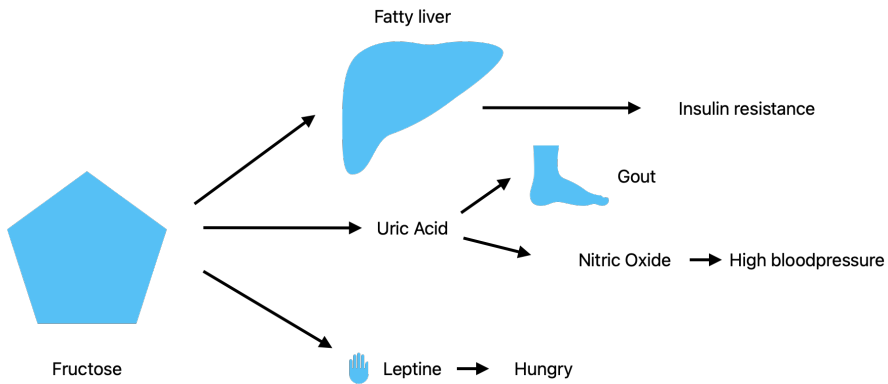 Fatty liver
Insulin resistance
Gout
Uric Acid
Nitric Oxide
High bloodpressure
Fructose
Leptine
Hungry